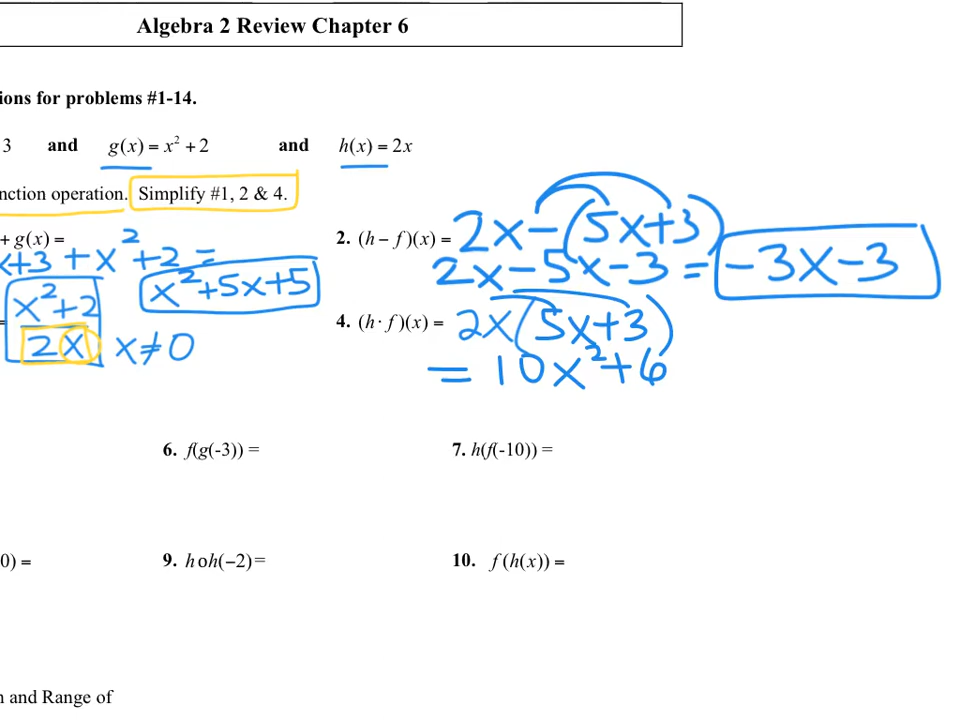 Algebra 2 Review Chapter 6
ions for problems #1-14.
3 and g(x) = x² + 2 and h(x) = 2x
nction operation. Simplify #1, 2 & 4.
+ g(x) =
x+3 + x² + 2 =
x² + 5x + 5
2. (h − f)(x) = 2x − (5x + 3)
2x − 5x − 3 = −3x − 3
=
x² + 2
2x x ≠ 0
4. (h · f)(x) = 2x(5x + 3)
= 10x² + 6
6. f(g(-3)) =
7. h(f(-10)) =
0) =
9. h o h(−2) =
10. f(h(x)) =
n and Range of